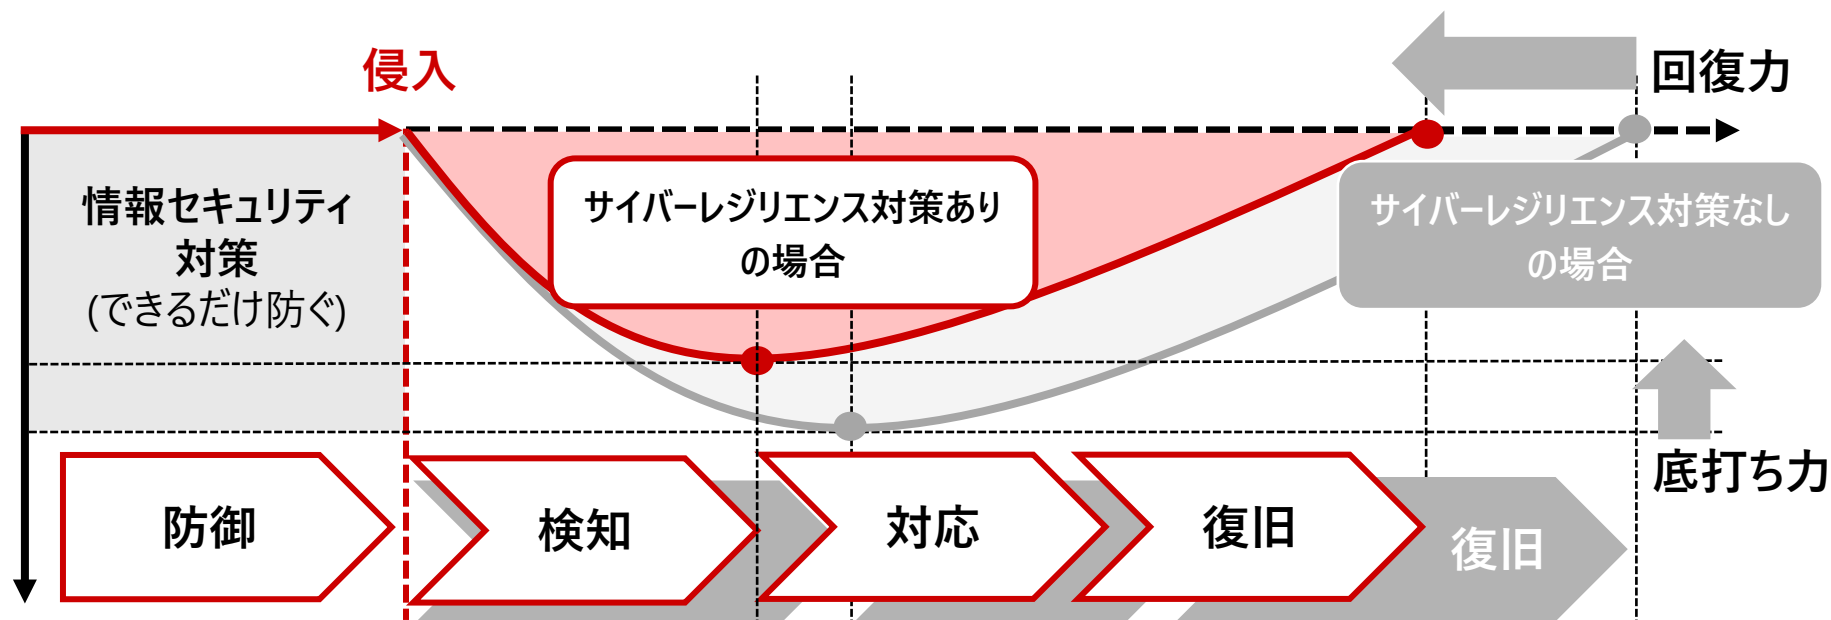 侵入
回復力
情報セキュリティ
対策
(できるだけ防ぐ)
サイバーレジリエンス対策あり
の場合
サイバーレジリエンス対策なし
の場合
底打ち力
防御
検知
対応
復旧
復旧